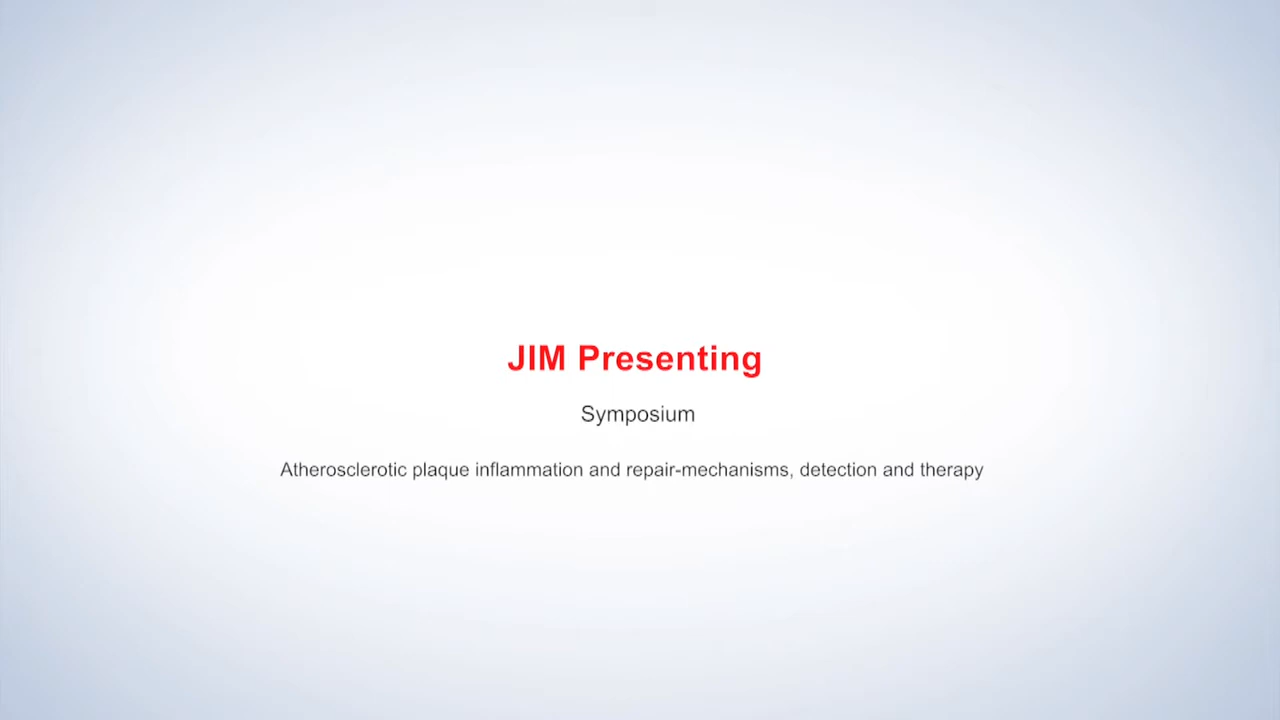 JIM Presenting
Symposium
Atherosclerotic plaque inflammation and repair-mechanisms, detection and therapy